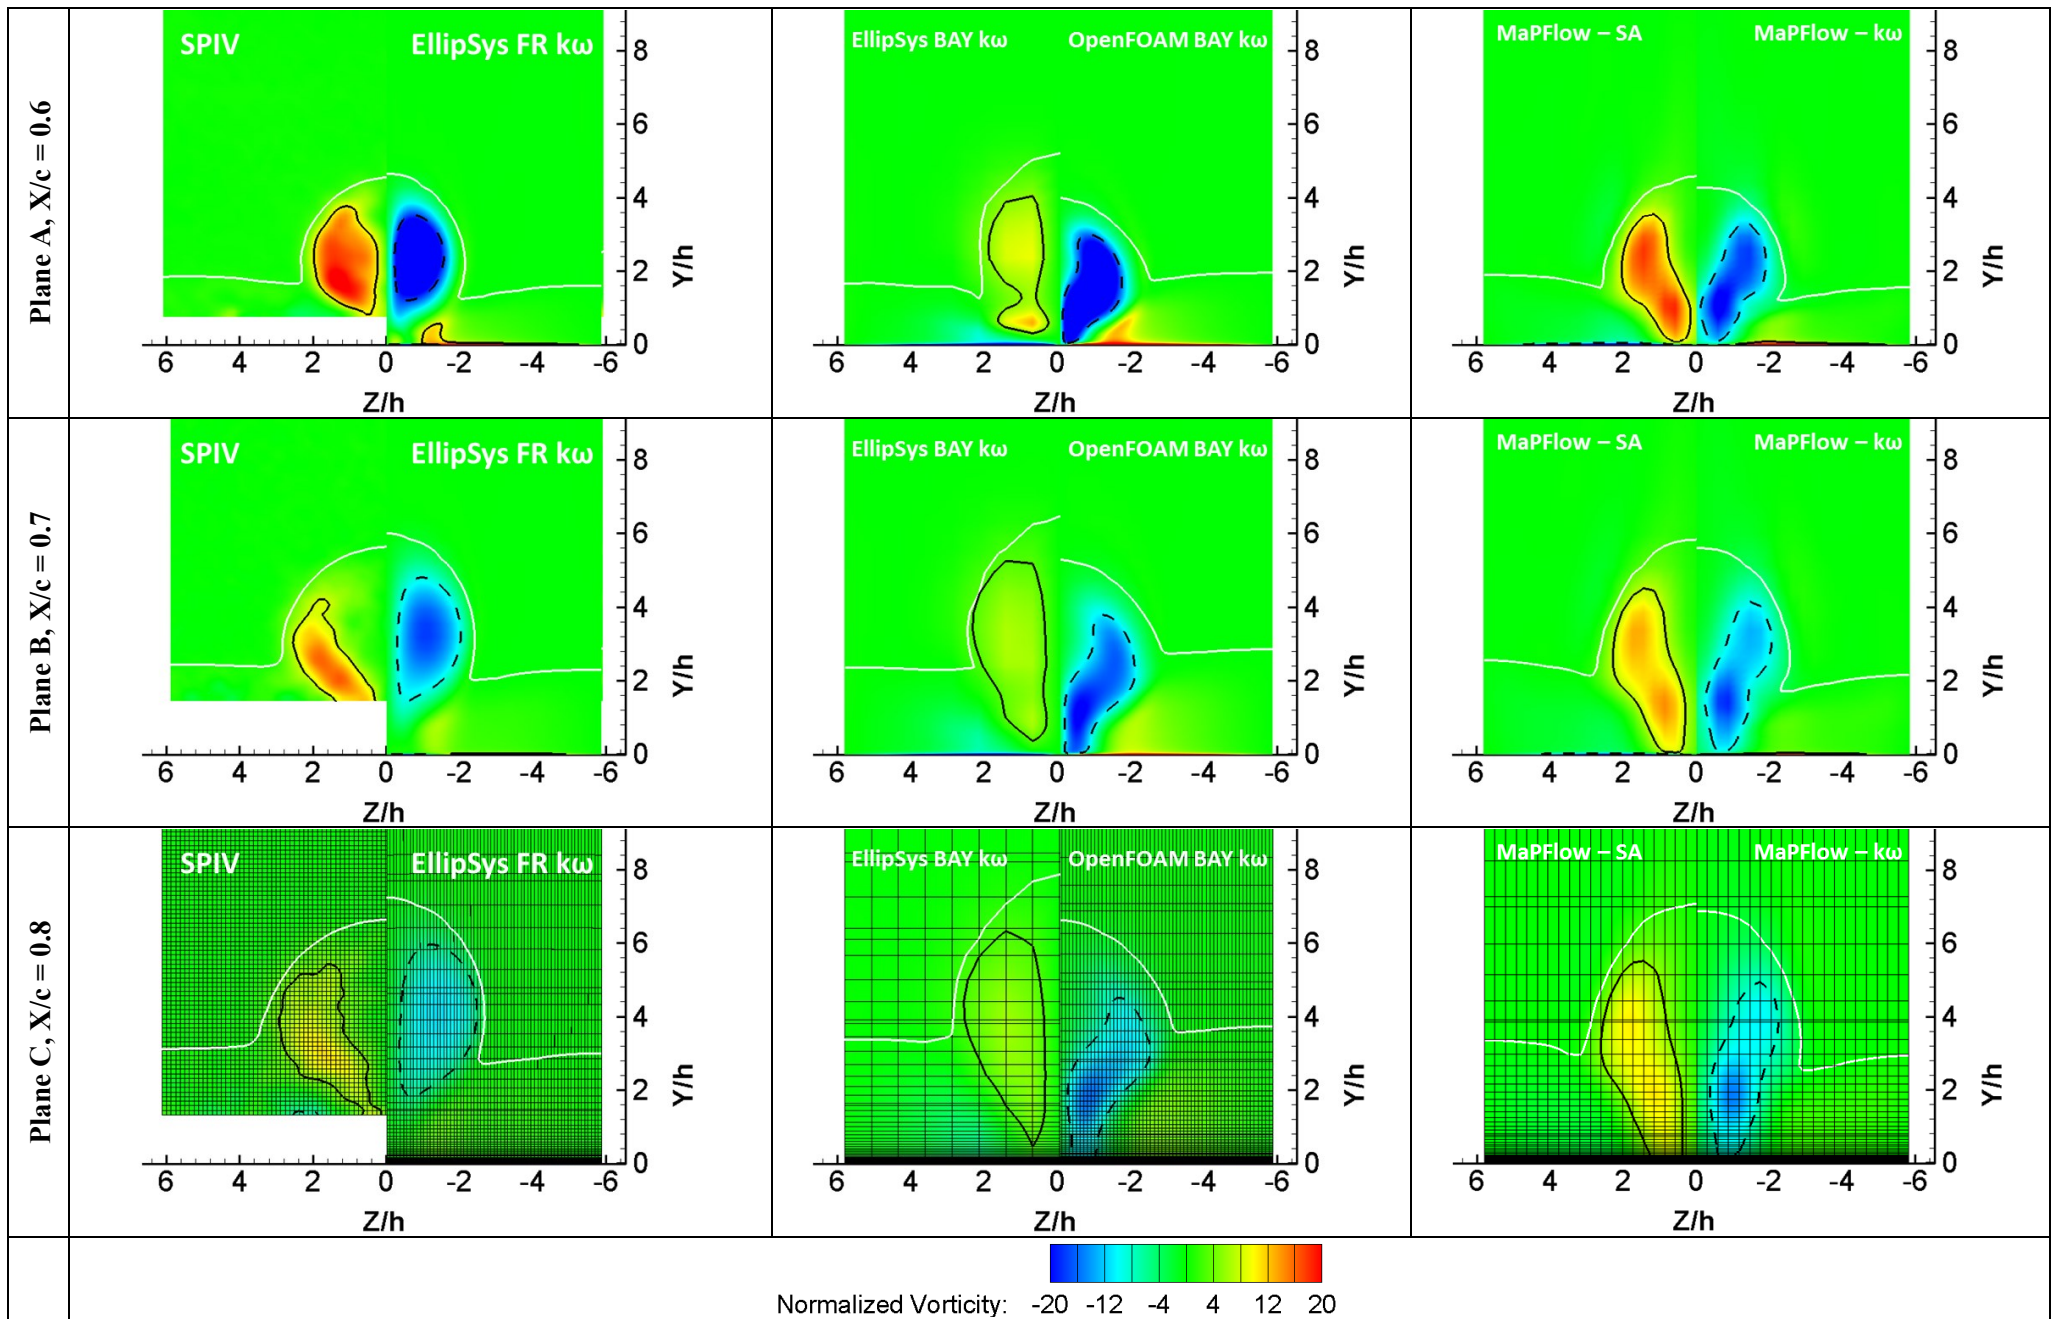 Plane A, X/c = 0.6
SPIV EllipSys FR kω
8
6
4
2
0
Y/h
6 4 2 0 -2 -4 -6
Z/h
EllipSys BAY kω OpenFOAM BAY kω
8
6
4
2
0
Y/h
6 4 2 0 -2 -4 -6
Z/h
MaPFlow – SA MaPFlow – kω
8
6
4
2
0
Y/h
6 4 2 0 -2 -4 -6
Z/h
Plane B, X/c = 0.7
SPIV EllipSys FR kω
8
6
4
2
0
Y/h
6 4 2 0 -2 -4 -6
Z/h
EllipSys BAY kω OpenFOAM BAY kω
8
6
4
2
0
Y/h
6 4 2 0 -2 -4 -6
Z/h
MaPFlow – SA MaPFlow – kω
8
6
4
2
0
Y/h
6 4 2 0 -2 -4 -6
Z/h
Plane C, X/c = 0.8
SPIV EllipSys FR kω
8
6
4
2
0
Y/h
6 4 2 0 -2 -4 -6
Z/h
EllipSys BAY kω OpenFOAM BAY kω
8
6
4
2
0
Y/h
6 4 2 0 -2 -4 -6
Z/h
MaPFlow – SA MaPFlow – kω
8
6
4
2
0
Y/h
6 4 2 0 -2 -4 -6
Z/h
Normalized Vorticity: -20 -12 -4 4 12 20